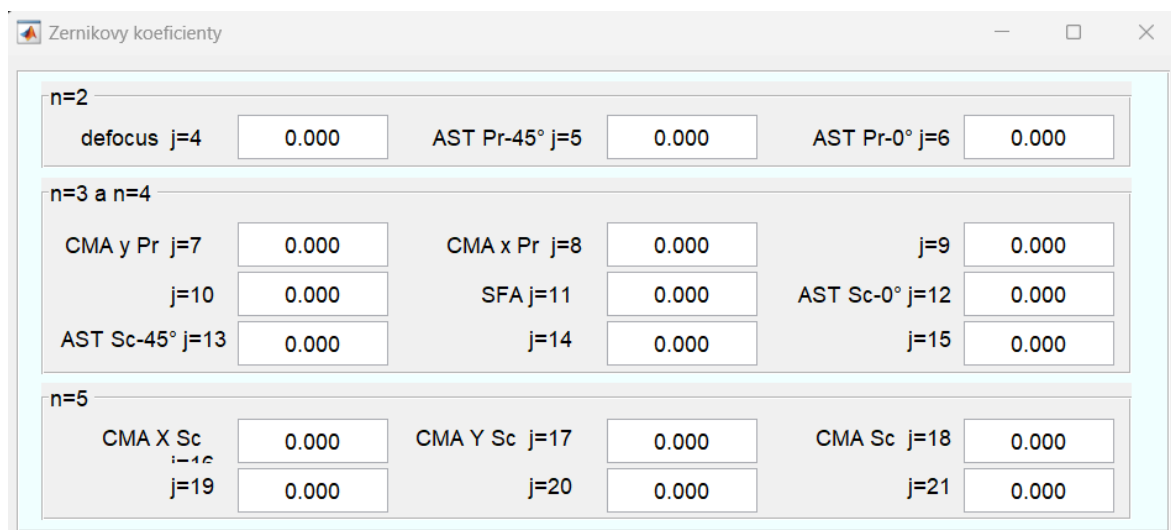 Zernikovy koeficienty
n=2
defocus j=4 0.000 AST Pr-45° j=5 0.000 AST Pr-0° j=6 0.000
n=3 a n=4
CMA y Pr j=7 0.000 CMA x Pr j=8 0.000 j=9 0.000
j=10 0.000 SFA j=11 0.000 AST Sc-0° j=12 0.000
AST Sc-45° j=13 0.000 j=14 0.000 j=15 0.000
n=5
CMA X Sc 0.000 CMA Y Sc j=17 0.000 CMA Sc j=18 0.000
j=16
j=19 0.000 j=20 0.000 j=21 0.000